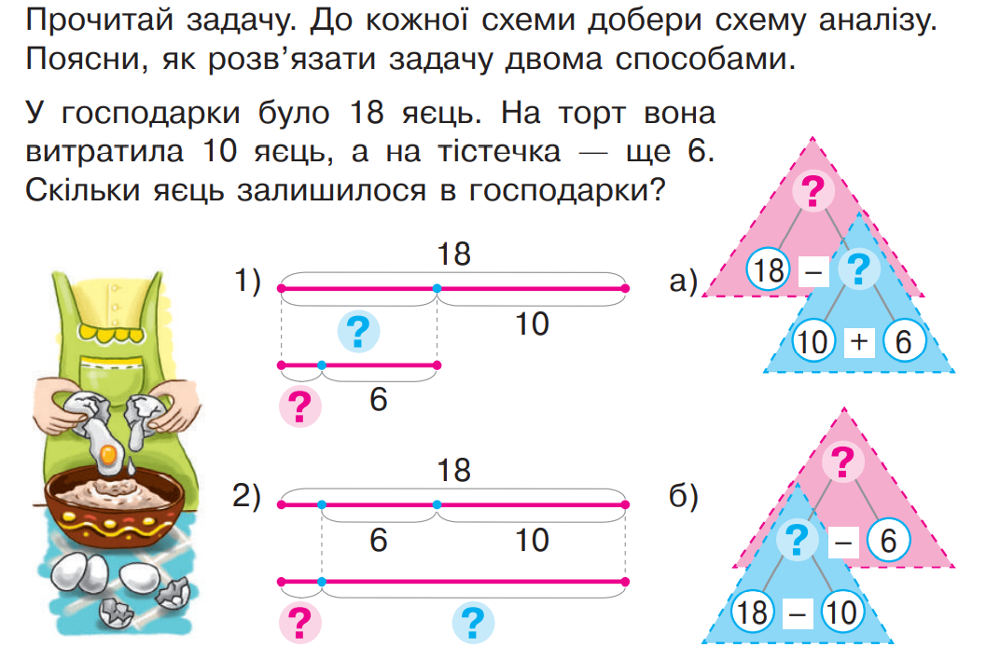 Прочитай задачу. До кожної схеми добери схему аналізу.
Поясни, як розв’язати задачу двома способами.
У господарки було 18 яєць. На торт вона
витратила 10 яєць, а на тістечка — ще 6.
Скільки яєць залишилося в господарки?
1)
18
?
10
?
6
а)
?
18 – ?
10 + 6
2)
18
6
10
?
?
б)
?
? – 6
18 – 10